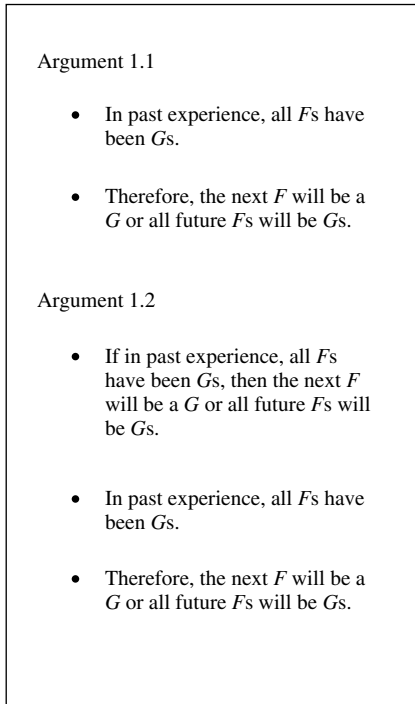 Argument 1.1
• In past experience, all Fs have
been Gs.
• Therefore, the next F will be a
G or all future Fs will be Gs.
Argument 1.2
• If in past experience, all Fs
have been Gs, then the next F
will be a G or all future Fs will
be Gs.
• In past experience, all Fs have
been Gs.
• Therefore, the next F will be a
G or all future Fs will be Gs.